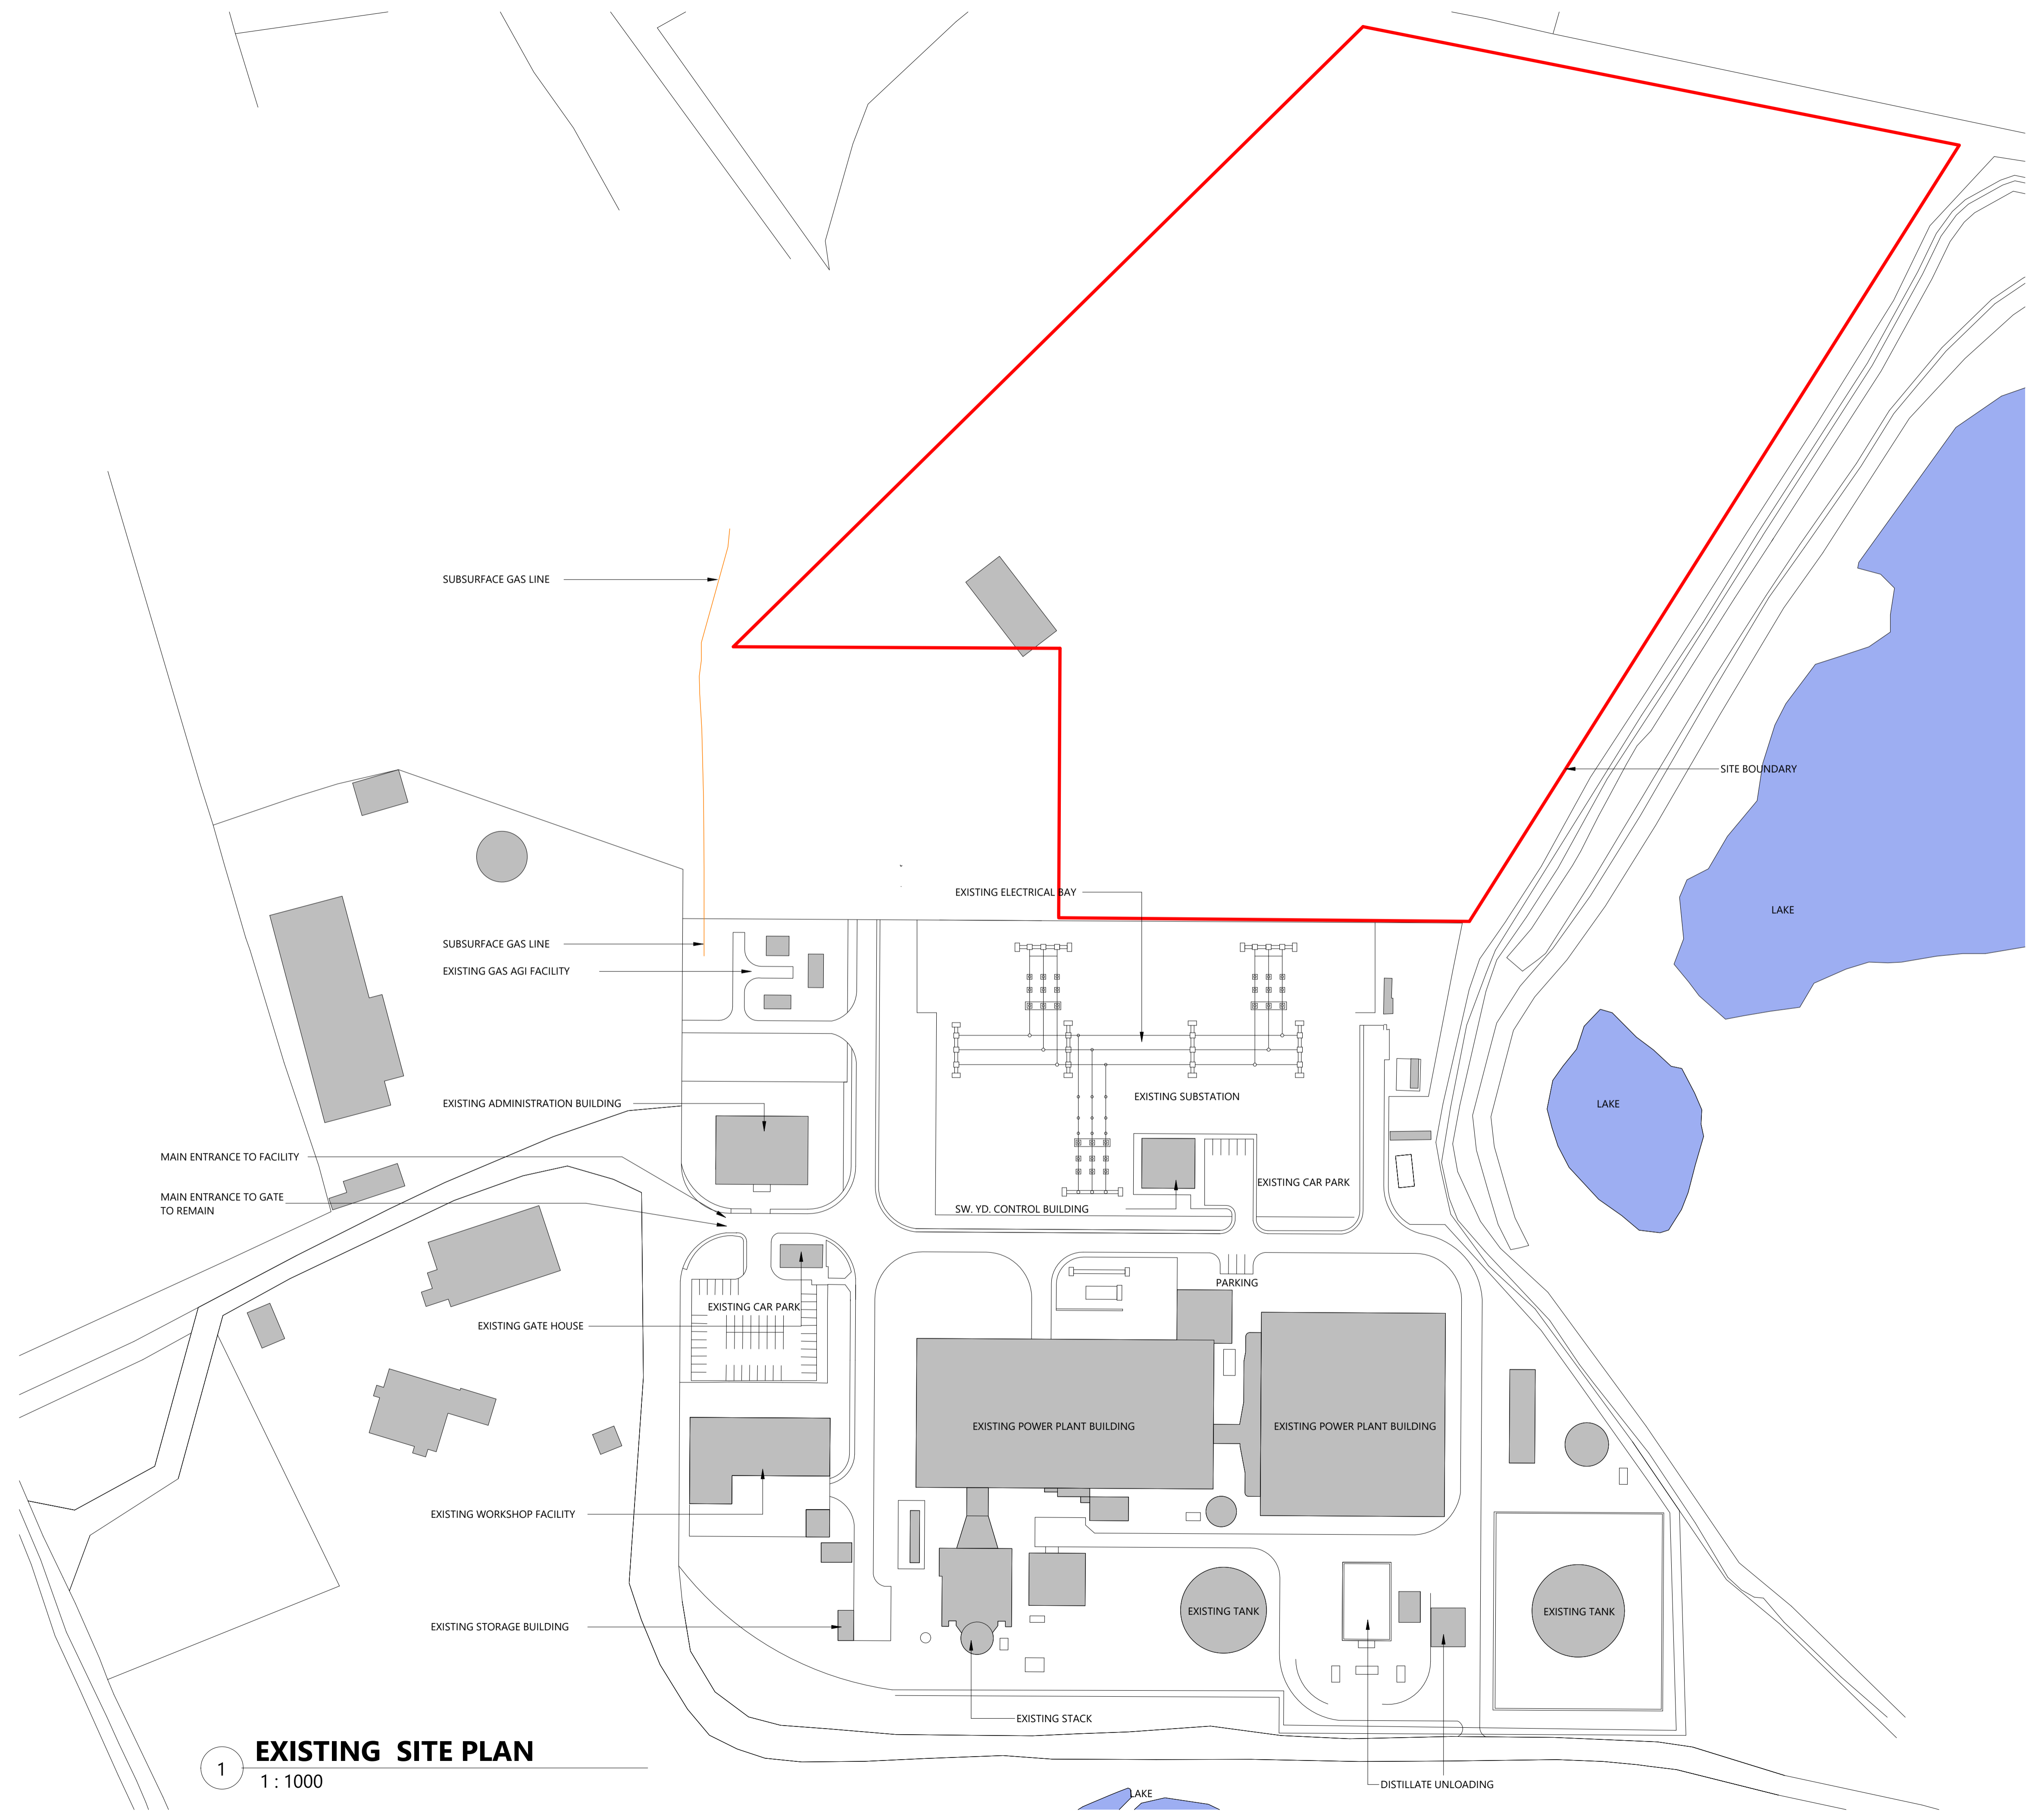 SUBSURFACE GAS LINE
SITE BOUNDARY
EXISTING ELECTRICAL BAY
LAKE
SUBSURFACE GAS LINE
EXISTING GAS AGI FACILITY
EXISTING SUBSTATION
EXISTING ADMINISTRATION BUILDING
LAKE
MAIN ENTRANCE TO FACILITY
EXISTING CAR PARK
MAIN ENTRANCE TO GATE
TO REMAIN
SW. YD. CONTROL BUILDING
PARKING
EXISTING CAR PARK
EXISTING GATE HOUSE
EXISTING POWER PLANT BUILDING
EXISTING POWER PLANT BUILDING
EXISTING WORKSHOP FACILITY
EXISTING TANK
EXISTING TANK
EXISTING STORAGE BUILDING
EXISTING STACK
1
EXISTING SITE PLAN
1 : 1000
DISTILLATE UNLOADING
LAKE